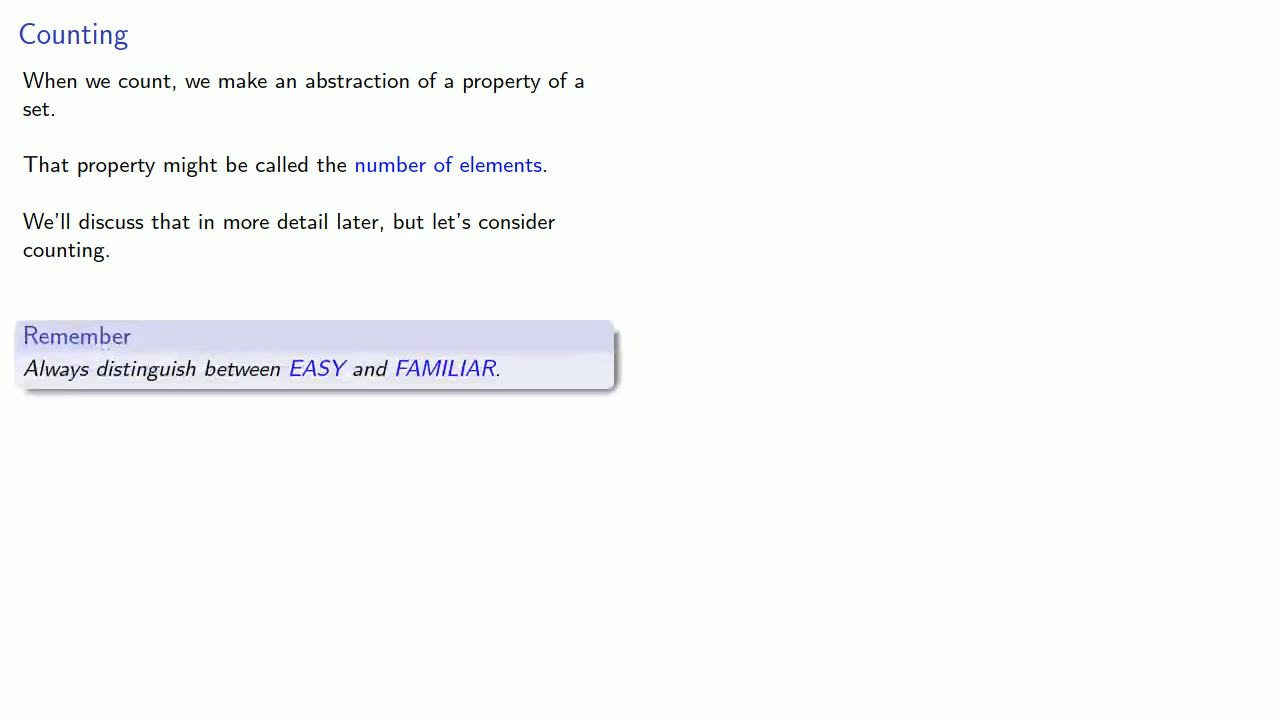 Counting
When we count, we make an abstraction of a property of a
set.
That property might be called the number of elements.
We'll discuss that in more detail later, but let's consider
counting.
Remember
Always distinguish between EASY and FAMILIAR.